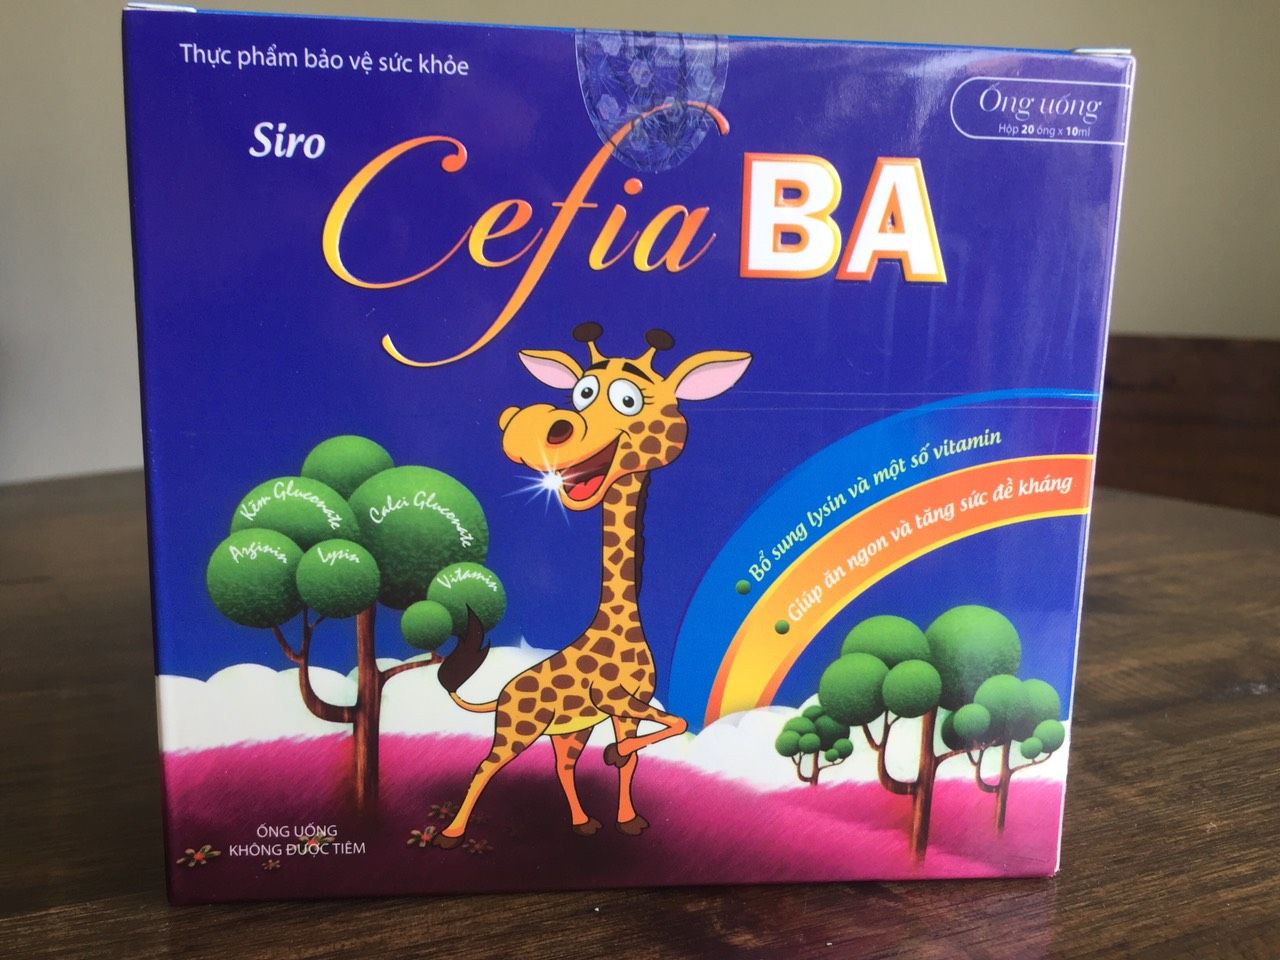 Thực phẩm bảo vệ sức khỏe
Ống uống
Hộp 20 ống x 10ml
Siro
Cefia BA
Bổ sung lysin và một số vitamin
Giúp ăn ngon và tăng sức đề kháng
Kẽm Gluconate
Calci Gluconate
Arginin
Lysin
Vitamin
ỐNG UỐNG
KHÔNG ĐƯỢC TIÊM